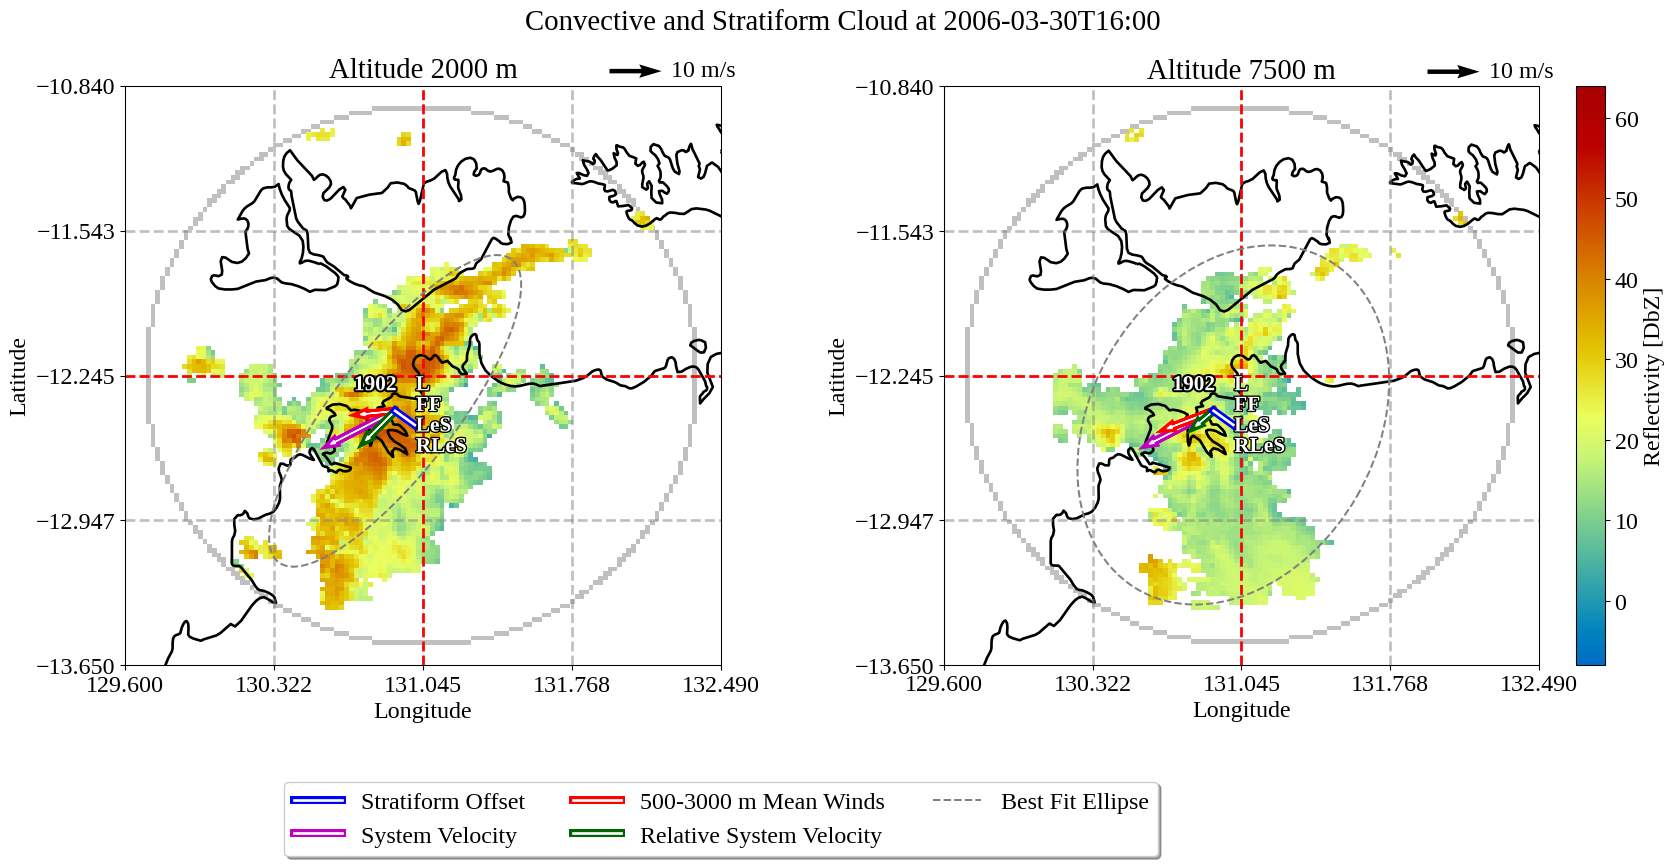 Convective and Stratiform Cloud at 2006-03-30T16:00
Altitude 2000 m
10 m/s
Altitude 7500 m
10 m/s
−10.840
−11.543
−12.245
−12.947
−13.650
Latitude
129.600
130.322
131.045
131.768
132.490
Longitude
1902
L
FF
LeS
RLeS
−10.840
−11.543
−12.245
−12.947
−13.650
Latitude
129.600
130.322
131.045
131.768
132.490
Longitude
1902
L
FF
LeS
RLeS
60
50
40
30
20
10
0
Reflectivity [DbZ]
Stratiform Offset
System Velocity
500-3000 m Mean Winds
Relative System Velocity
Best Fit Ellipse